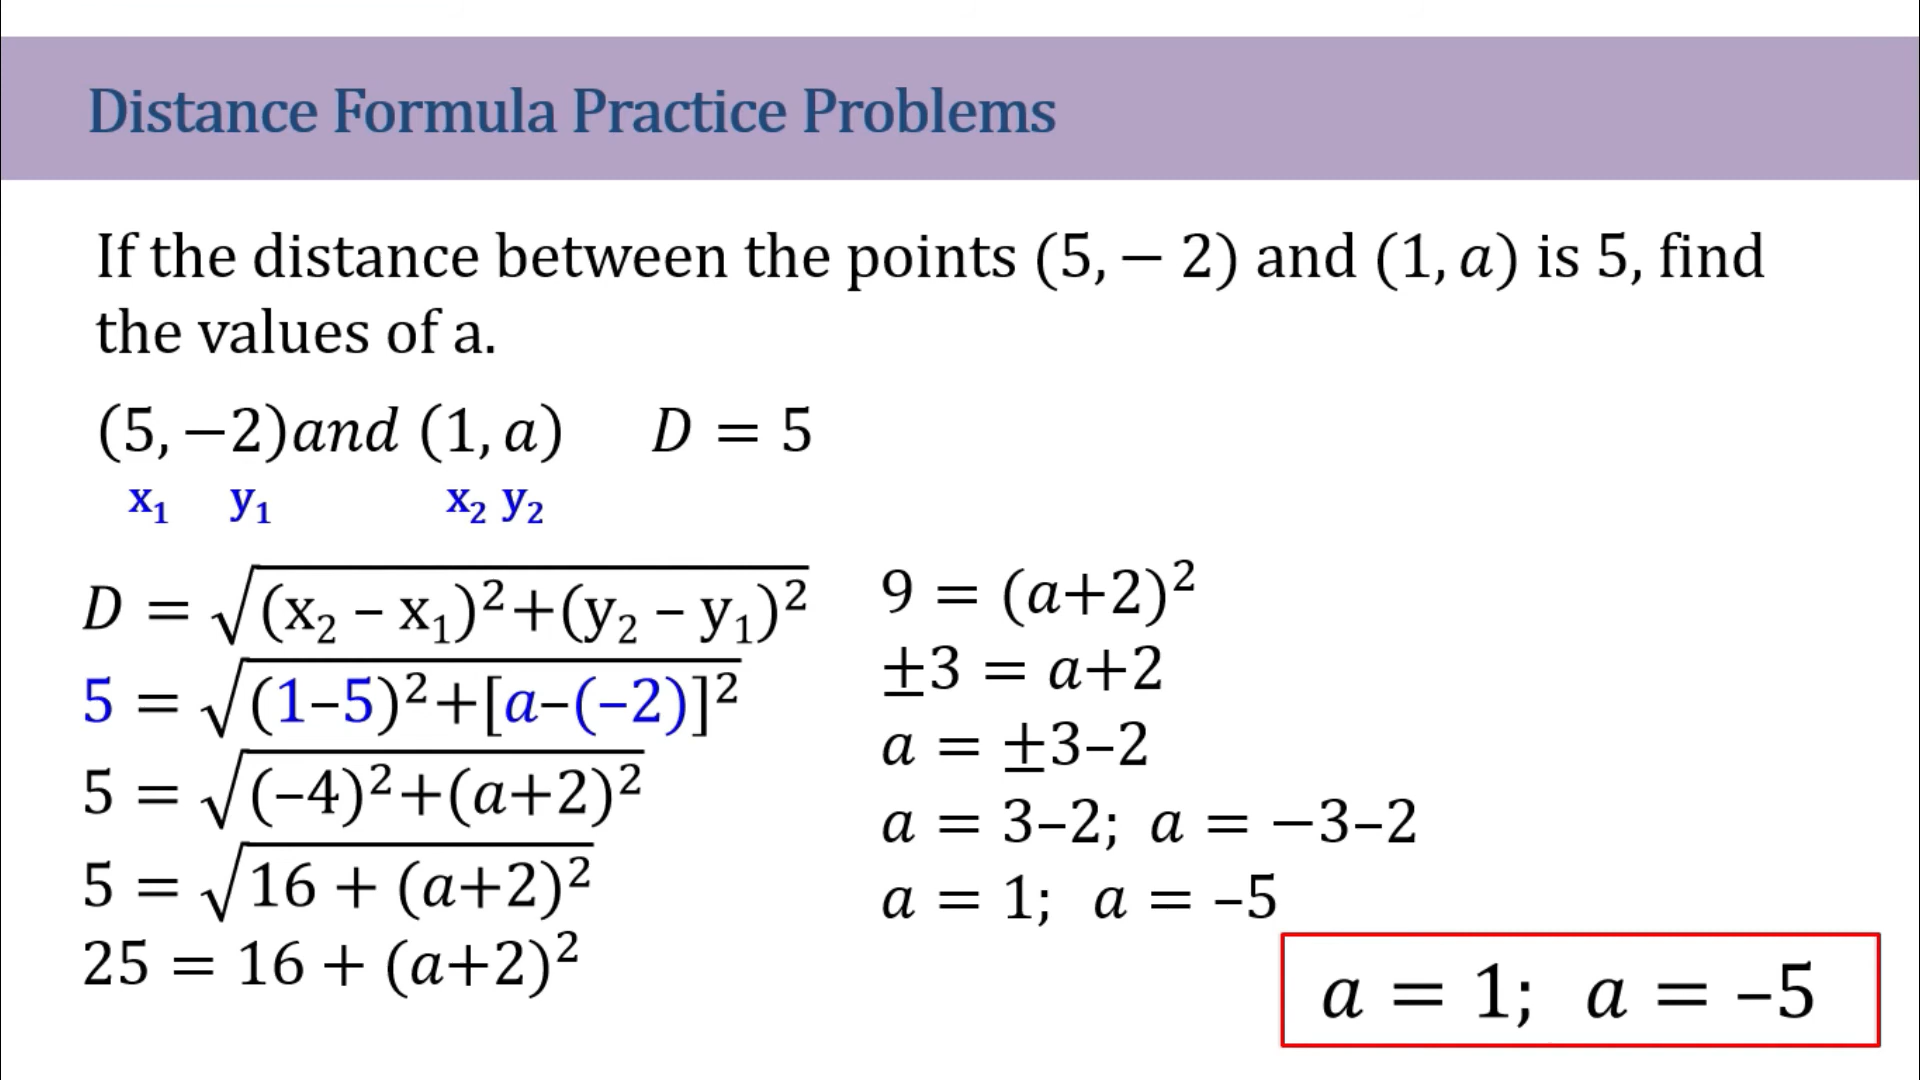 Distance Formula Practice Problems
If the distance between the points (5, − 2) and (1, a) is 5, find
the values of a.
(5, −2)and (1, a) D = 5
x₁ y₁ x₂ y₂
D = √(x₂ – x₁)²+(y₂ – y₁)²
5 = √(1–5)²+[a–(–2)]²
5 = √(–4)²+(a+2)²
5 = √16 + (a+2)²
25 = 16 + (a+2)²
9 = (a+2)²
±3 = a+2
a = ±3–2
a = 3–2; a = −3–2
a = 1; a = –5
a = 1; a = –5